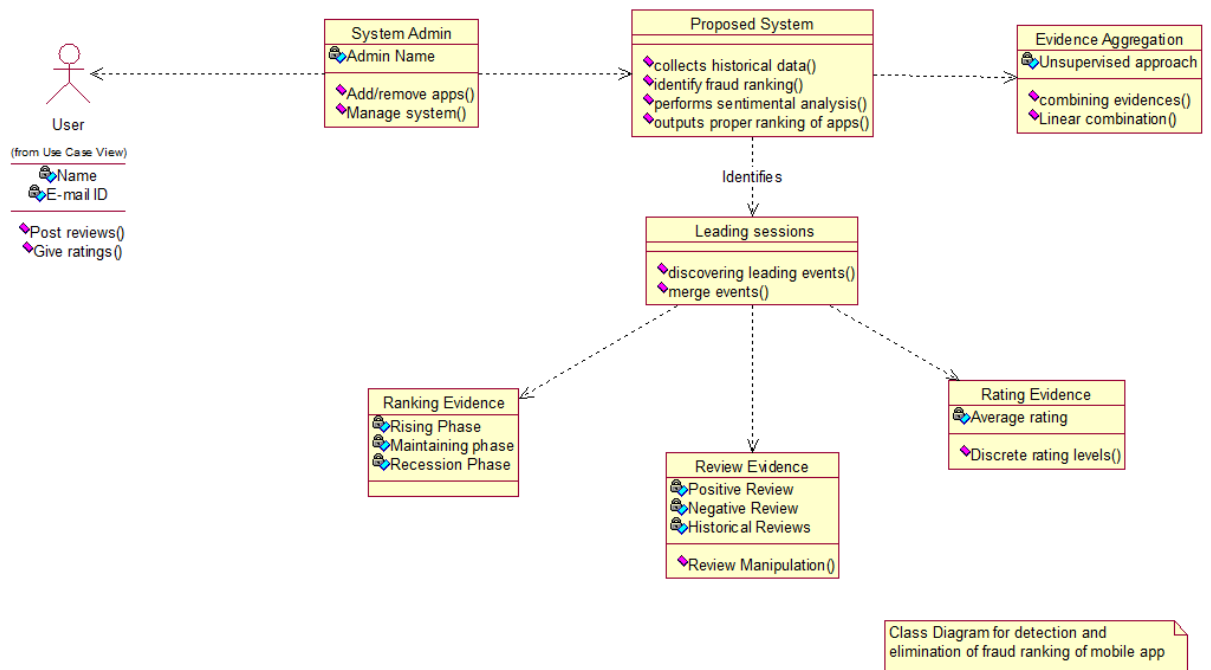 User
(from Use Case View)
Name
E-mail ID
Post reviews()
Give ratings()
System Admin
Admin Name
Add/remove apps()
Manage system()
Proposed System
collects historical data()
identify fraud ranking()
performs sentimental analysis()
outputs proper ranking of apps()
Evidence Aggregation
Unsupervised approach
combining evidences()
Linear combination()
Identifies
Leading sessions
discovering leading events()
merge events()
Ranking Evidence
Rising Phase
Maintaining phase
Recession Phase
Review Evidence
Positive Review
Negative Review
Historical Reviews
Review Manipulation()
Rating Evidence
Average rating
Discrete rating levels()
Class Diagram for detection and
elimination of fraud ranking of mobile app